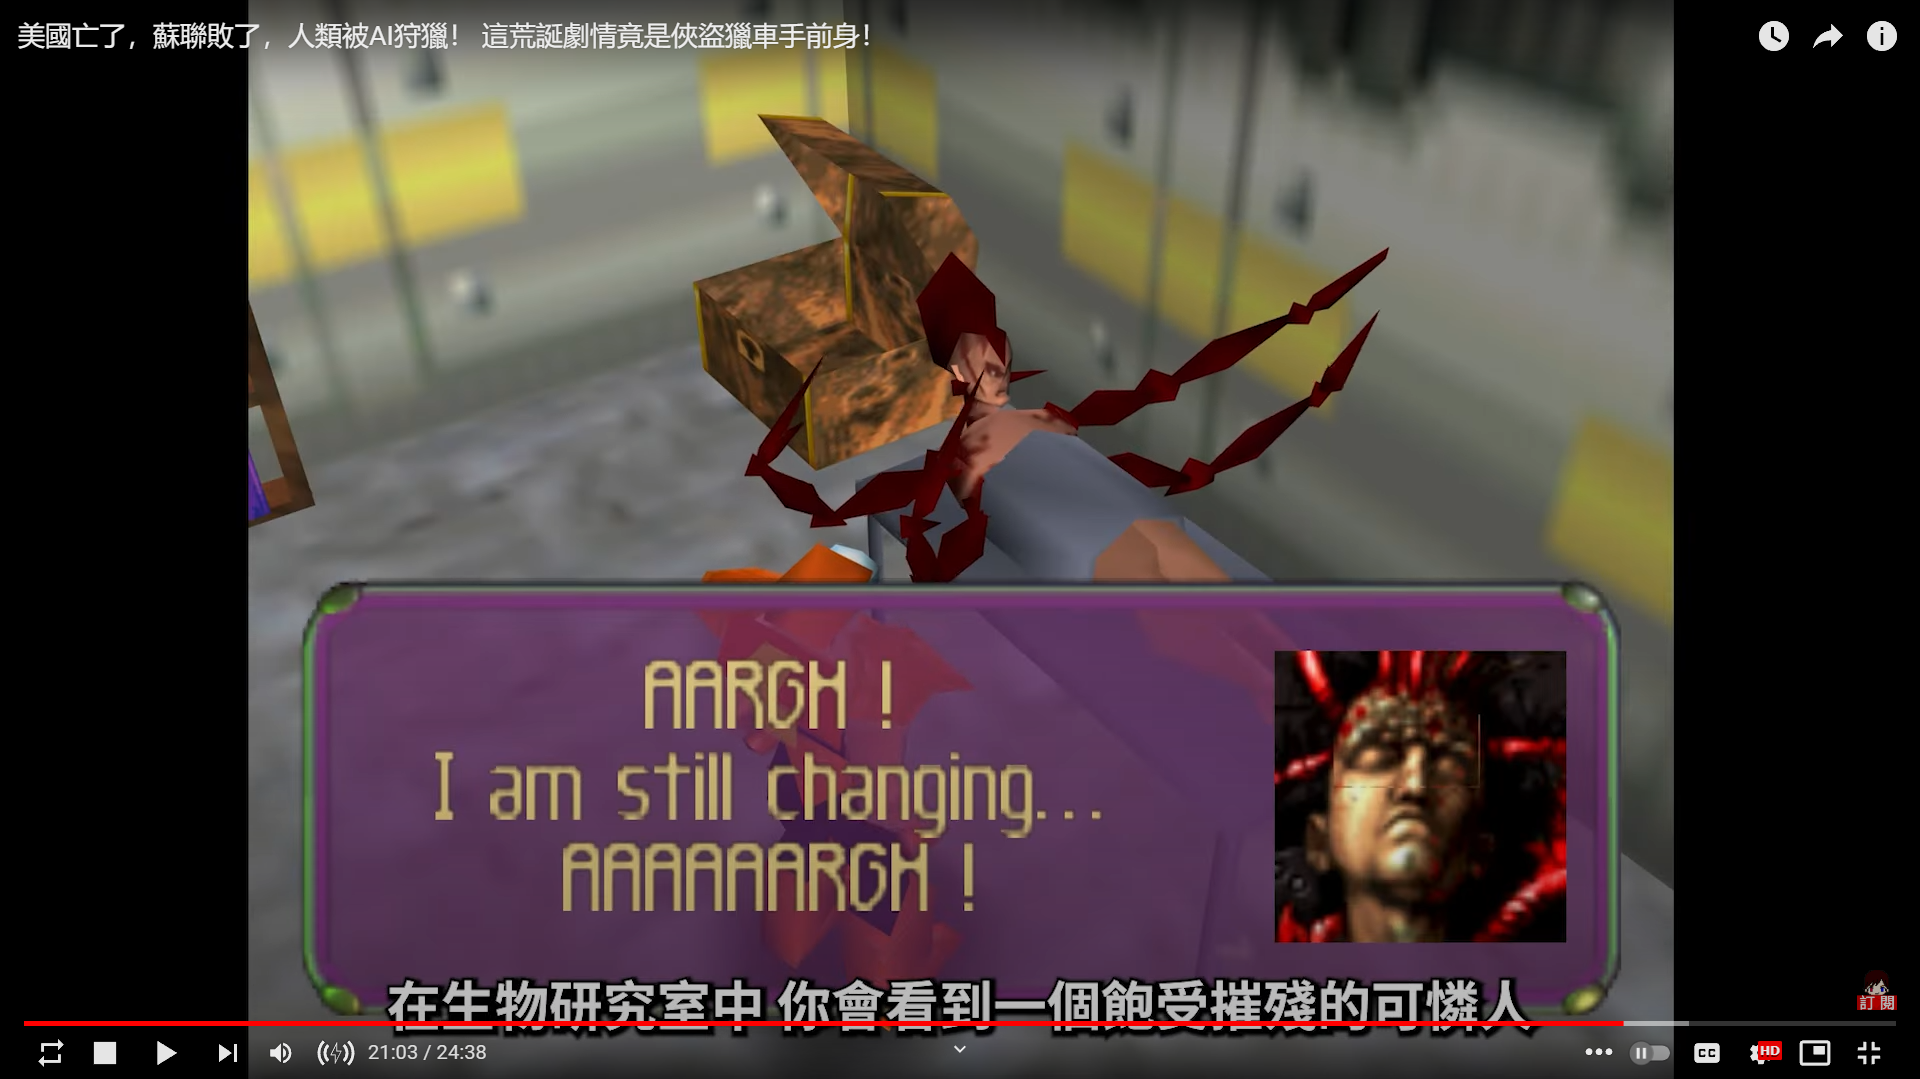 美國亡了，蘇聯敗了，人類被AI狩獵！ 這荒誕劇情竟是俠盜獵車手前身！
AARGH !
I am still changing...
AAAAAAARGH !
在生物研究室中 你會看到一個飽受摧殘的可憐人
訂閱
21:03 / 24:38
CC
HD